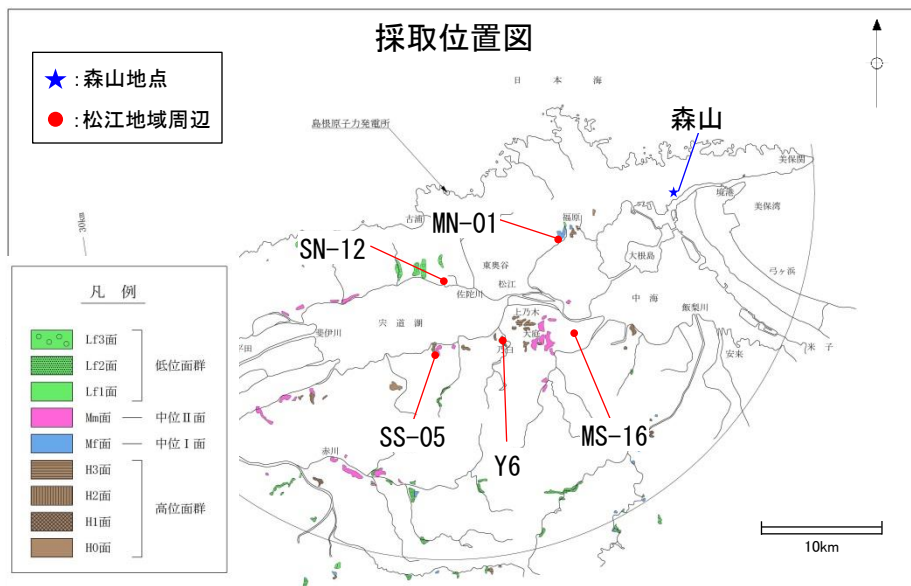 採取位置図
★：森山地点
●：松江地域周辺
日本海
島根原子力発電所
森山
美保関
境港
美保湾
古浦
MN-01
福原
30km
SN-12
東奥谷
大根島
松江
弓ヶ浜
佐陀川
中海
飯梨川
凡例
宍道湖
上乃木
大庭
斐伊川
乃白
安来
米子
Lf3面
Lf2面
低位面群
Lf1面
Mm面
中位Ⅱ面
SS-05
Y6
MS-16
Mf面
中位Ⅰ面
赤川
H3面
H2面
高位面群
H1面
H0面
10km